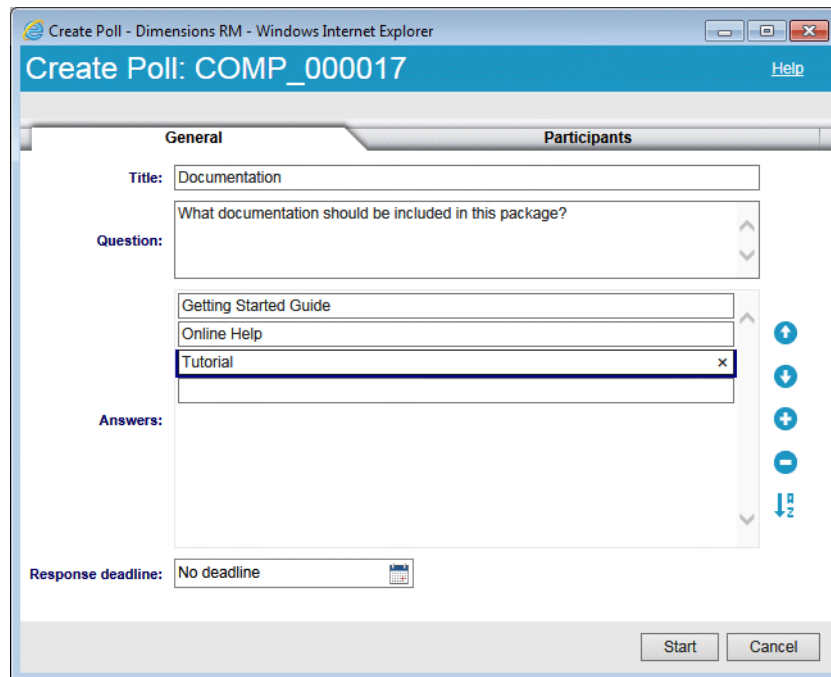 Create Poll - Dimensions RM - Windows Internet Explorer
Create Poll: COMP_000017
Help
General
Participants
Title:
Documentation
Question:
What documentation should be included in this package?
Answers:
Getting Started Guide
Online Help
Tutorial
Response deadline:
No deadline
Start
Cancel